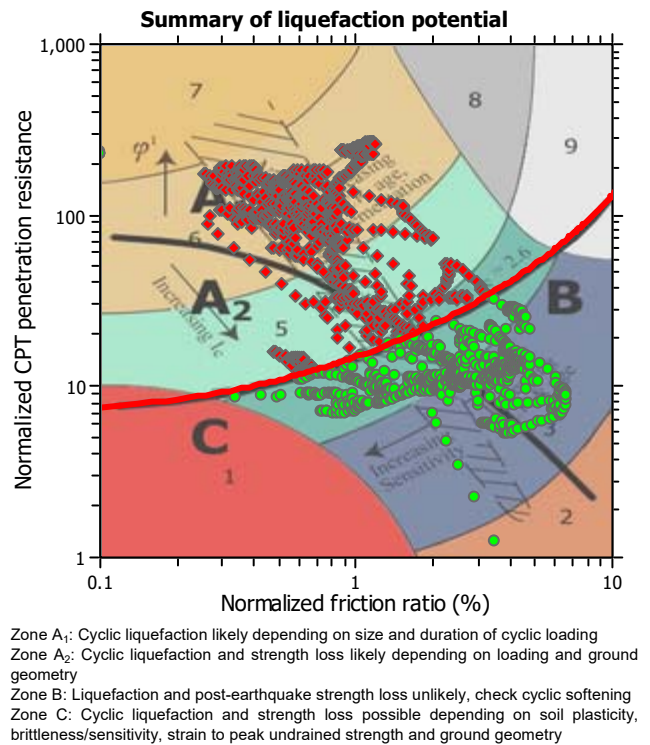 Summary of liquefaction potential
1,000
7
8
9
φ'
A
6
100
A2
Increasing Ic
5
= 2.6
B
10
C
1
Increasing
Sensitivity
3
2
1
0.1
1
10
Normalized CPT penetration resistance
Normalized friction ratio (%)
Zone A1: Cyclic liquefaction likely depending on size and duration of cyclic loading
Zone A2: Cyclic liquefaction and strength loss likely depending on loading and ground
geometry
Zone B: Liquefaction and post-earthquake strength loss unlikely, check cyclic softening
Zone C: Cyclic liquefaction and strength loss possible depending on soil plasticity,
brittleness/sensitivity, strain to peak undrained strength and ground geometry